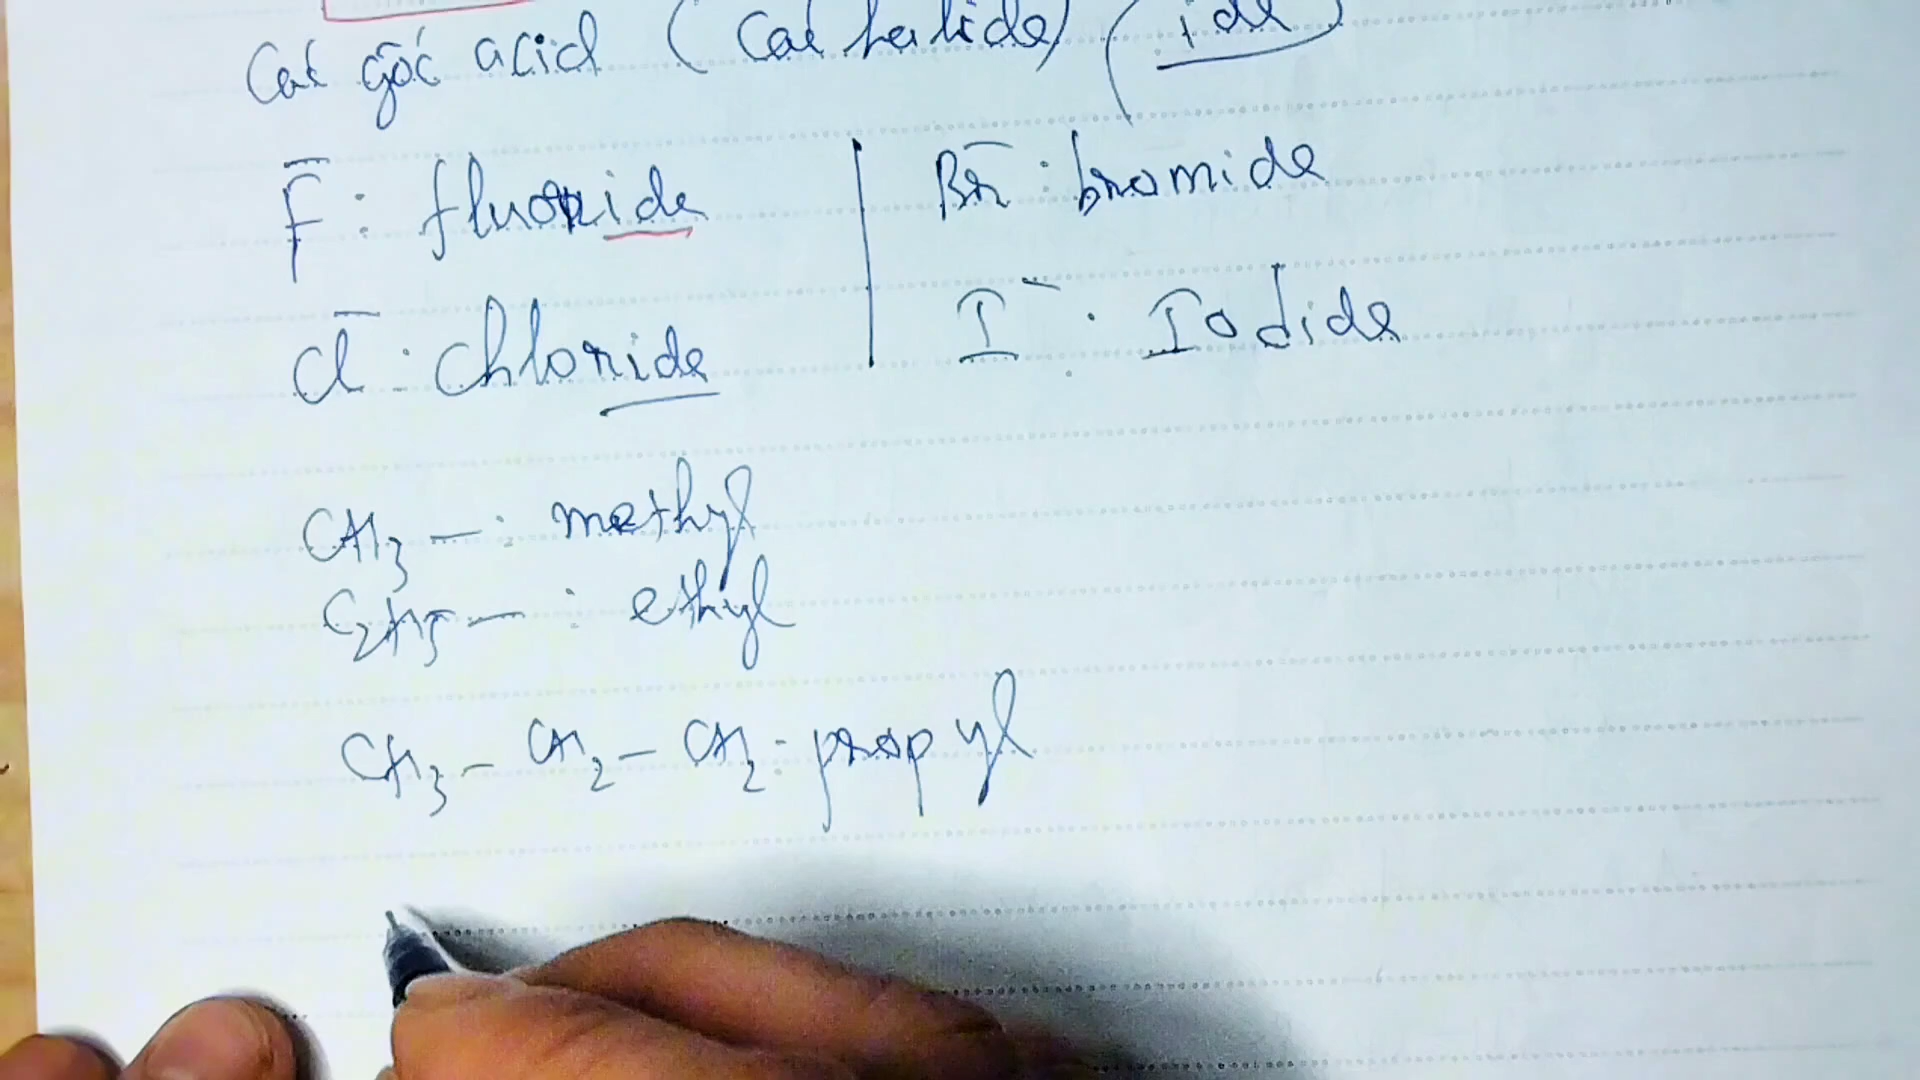 Các gốc acid (Các halide) (ide)
F⁻ : fluoride
Cl⁻ : Chloride
Br⁻ : bromide
I⁻ : Iodide
CH₃ — : methyl
C₂H₅ — : ethyl
CH₃ – CH₂ – CH₂ : propyl